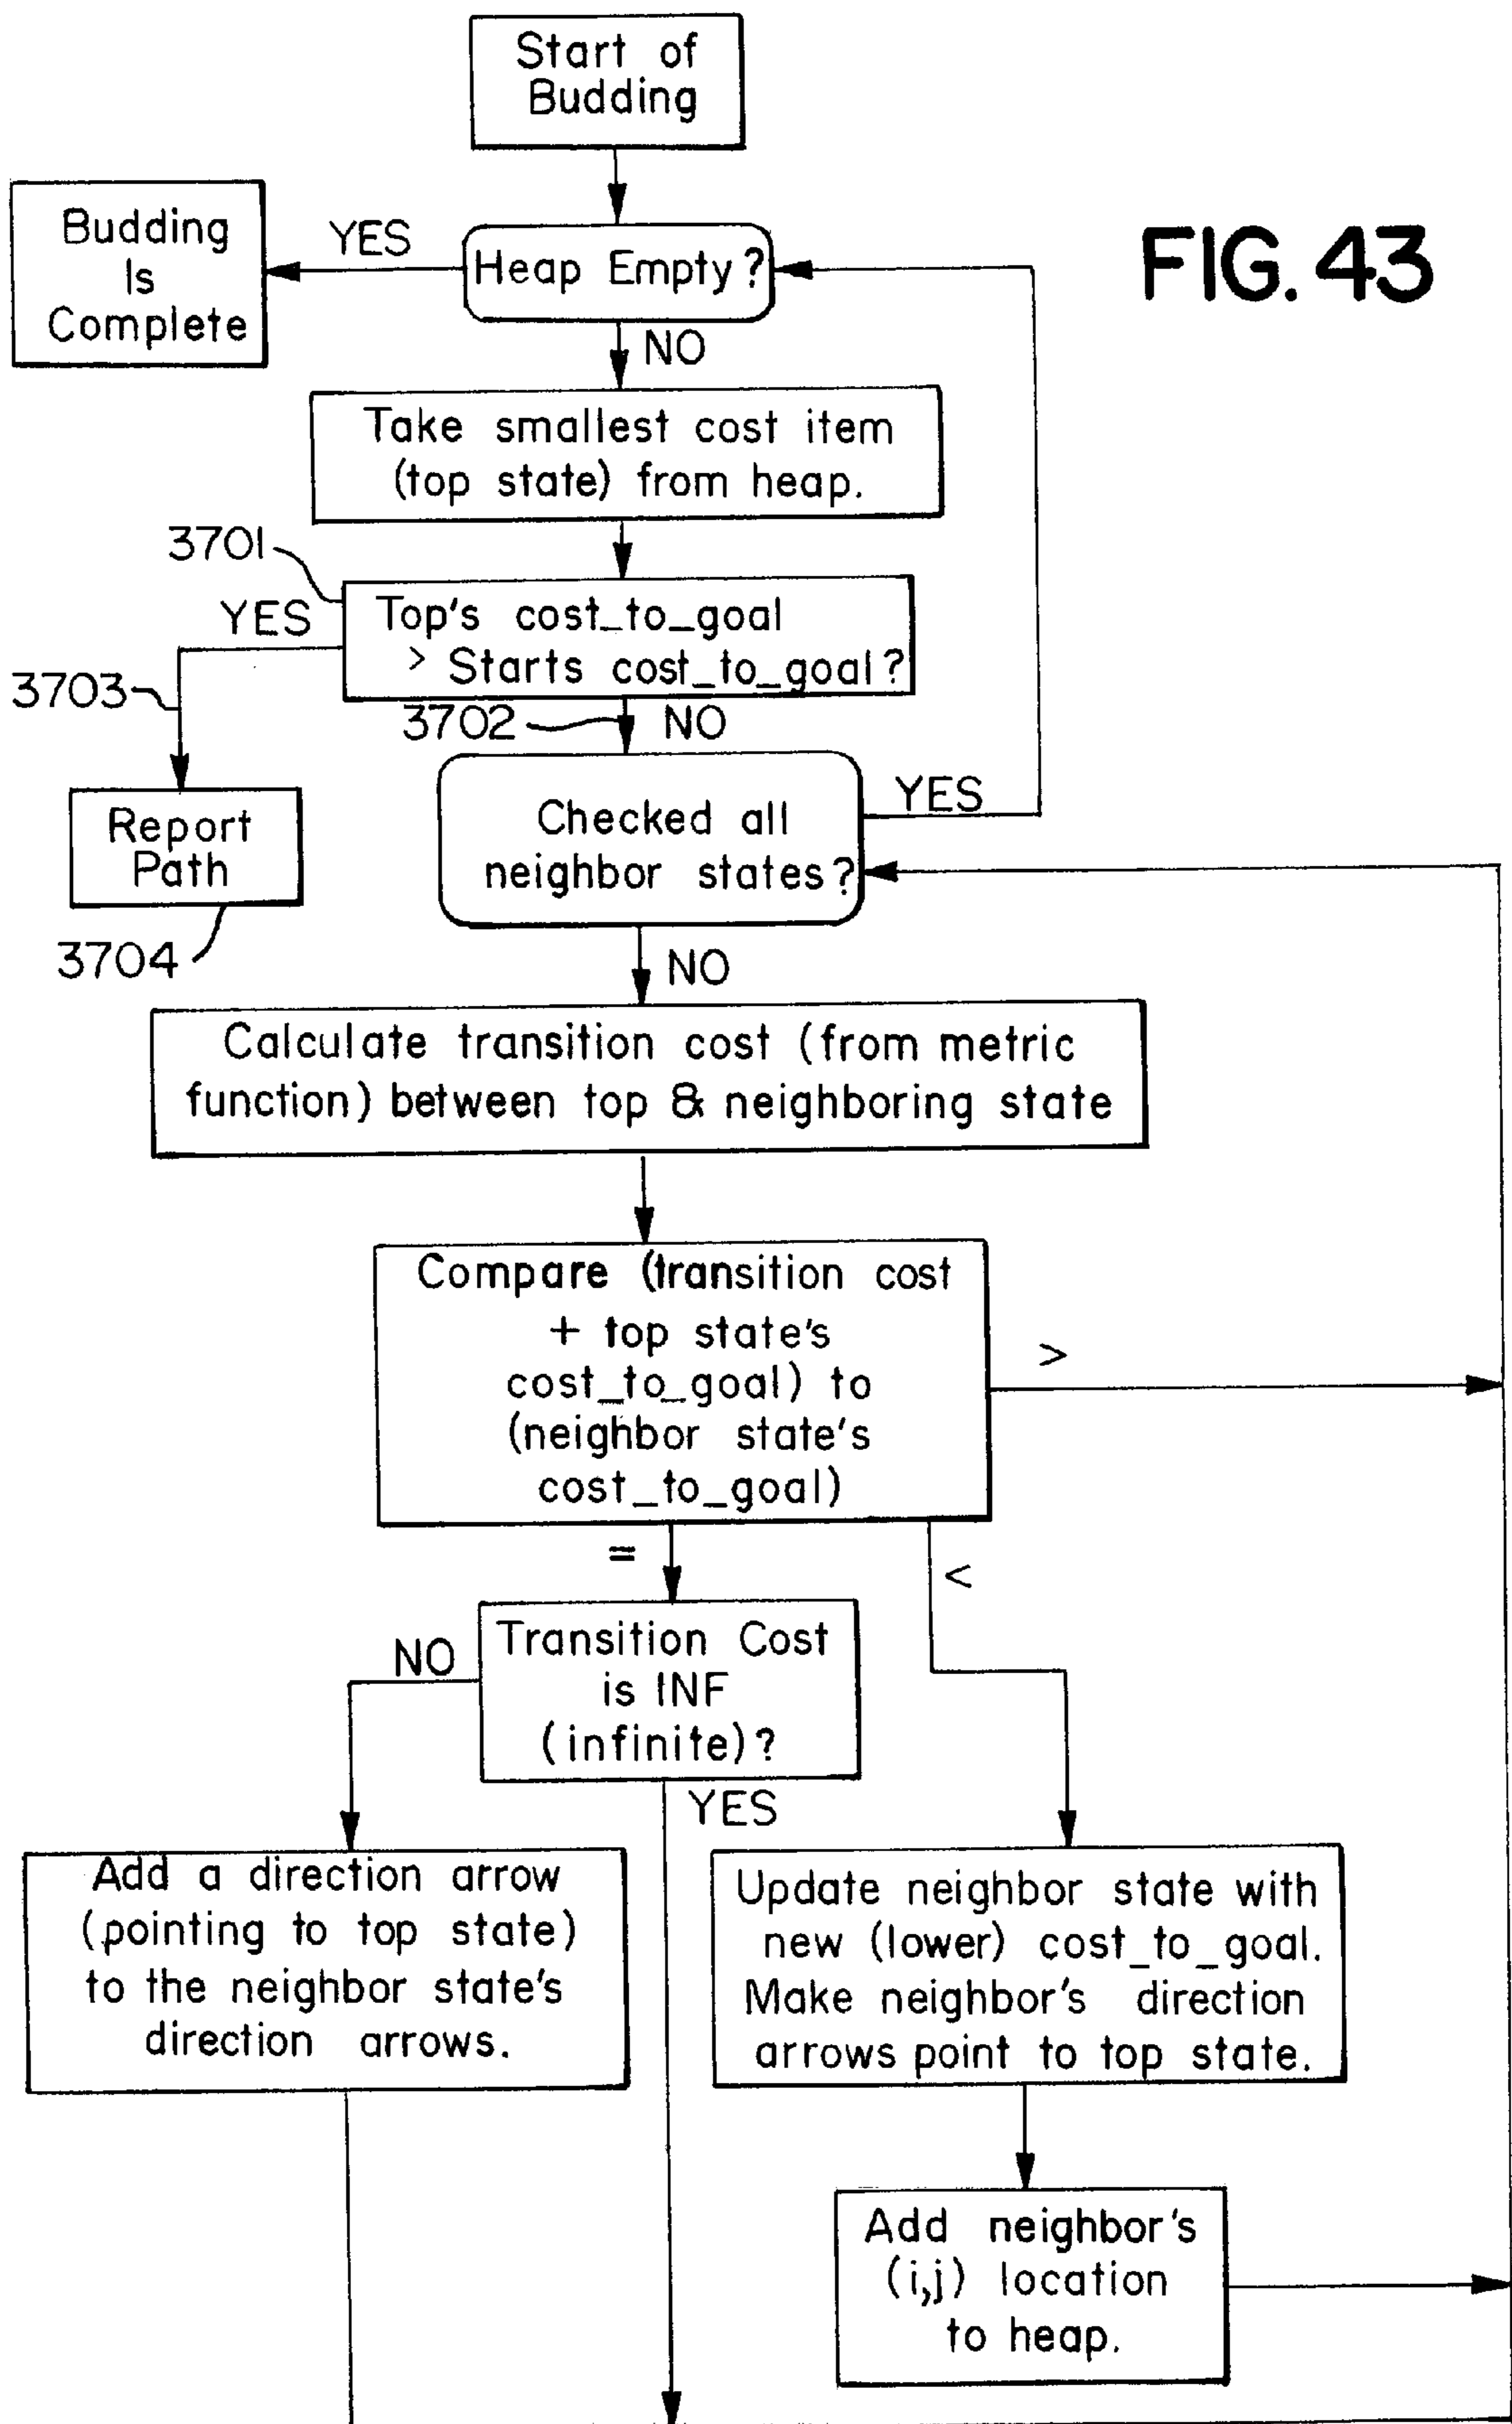 Start of
Budding
FIG. 43
Budding
Is
Complete
YES
Heap Empty?
NO
Take smallest cost item
(top state) from heap.
3701
YES
Top's cost_to_goal
> Starts cost_to_goal?
3703
3702
NO
Report
Path
3704
Checked all
neighbor states?
YES
NO
Calculate transition cost (from metric
function) between top & neighboring state
Compare (transition cost
+ top state's
cost_to_goal) to
(neighbor state's
cost_to_goal)
>
=
<
NO
Transition Cost
is INF
(infinite)?
YES
Add a direction arrow
(pointing to top state)
to the neighbor state's
direction arrows.
Update neighbor state with
new (lower) cost_to_goal.
Make neighbor's direction
arrows point to top state.
Add neighbor's
(i,j) location
to heap.